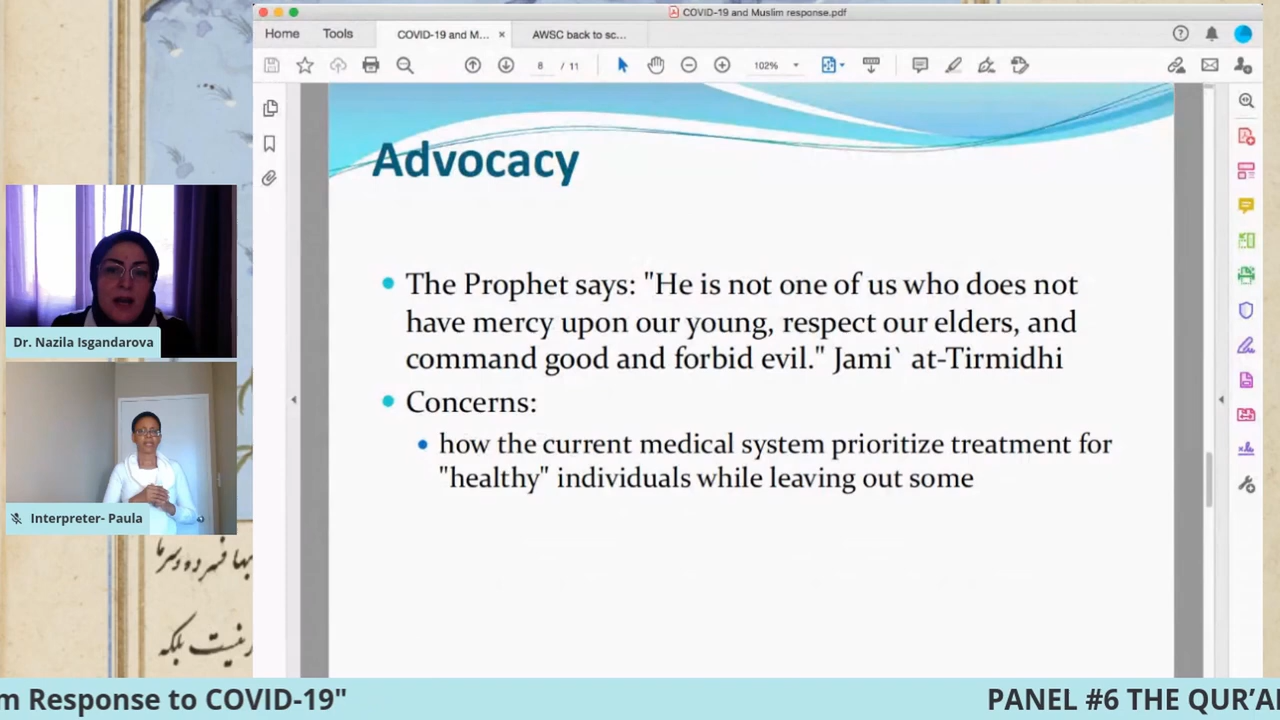 COVID-19 and Muslim response.pdf
Home Tools COVID-19 and M... × AWSC back to sc...
8 / 11 102%
Advocacy
The Prophet says: "He is not one of us who does not
have mercy upon our young, respect our elders, and
command good and forbid evil." Jami` at-Tirmidhi
Concerns:
how the current medical system prioritize treatment for
"healthy" individuals while leaving out some
Dr. Nazila Isgandarova
Interpreter- Paula
m Response to COVID-19" PANEL #6 THE QUR’A